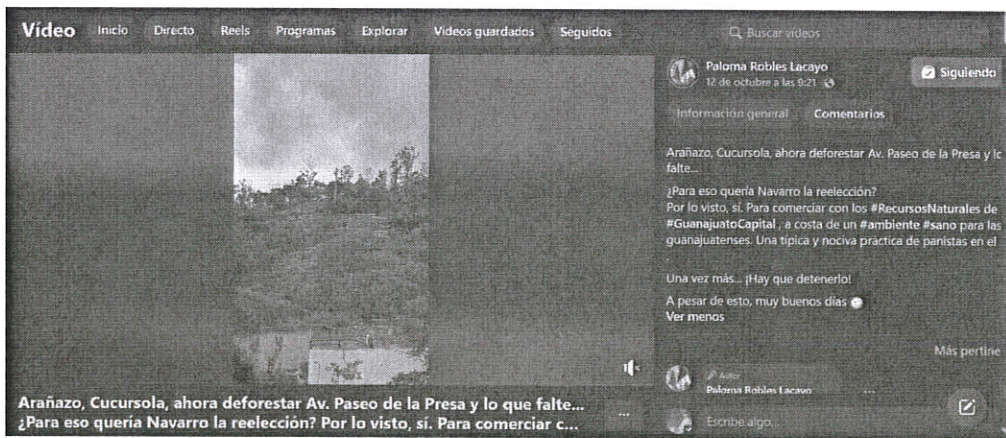 Vídeo Inicio Directo Reels Programas Explorar Vídeos guardados Seguidos
Buscar vídeos
Paloma Robles Lacayo
12 de octubre a las 9:21
Siguiendo
Información general Comentarios
Arañazo, Cucursola, ahora deforestar Av. Paseo de la Presa y lo
falte...
¿Para eso quería Navarro la reelección?
Por lo visto, sí. Para comerciar con los #RecursosNaturales de
#GuanajuatoCapital, a costa de un #ambiente #sano para las
guanajuatenses. Una típica y nociva práctica de panistas en el
.
Una vez más... ¡Hay que detenerlo!
A pesar de esto, muy buenos días
Ver menos
Más pertine
Autor
Paloma Robles Lacayo
...
Escribe algo...
Arañazo, Cucursola, ahora deforestar Av. Paseo de la Presa y lo que falte...
¿Para eso quería Navarro la reelección? Por lo visto, sí. Para comerciar c...
...